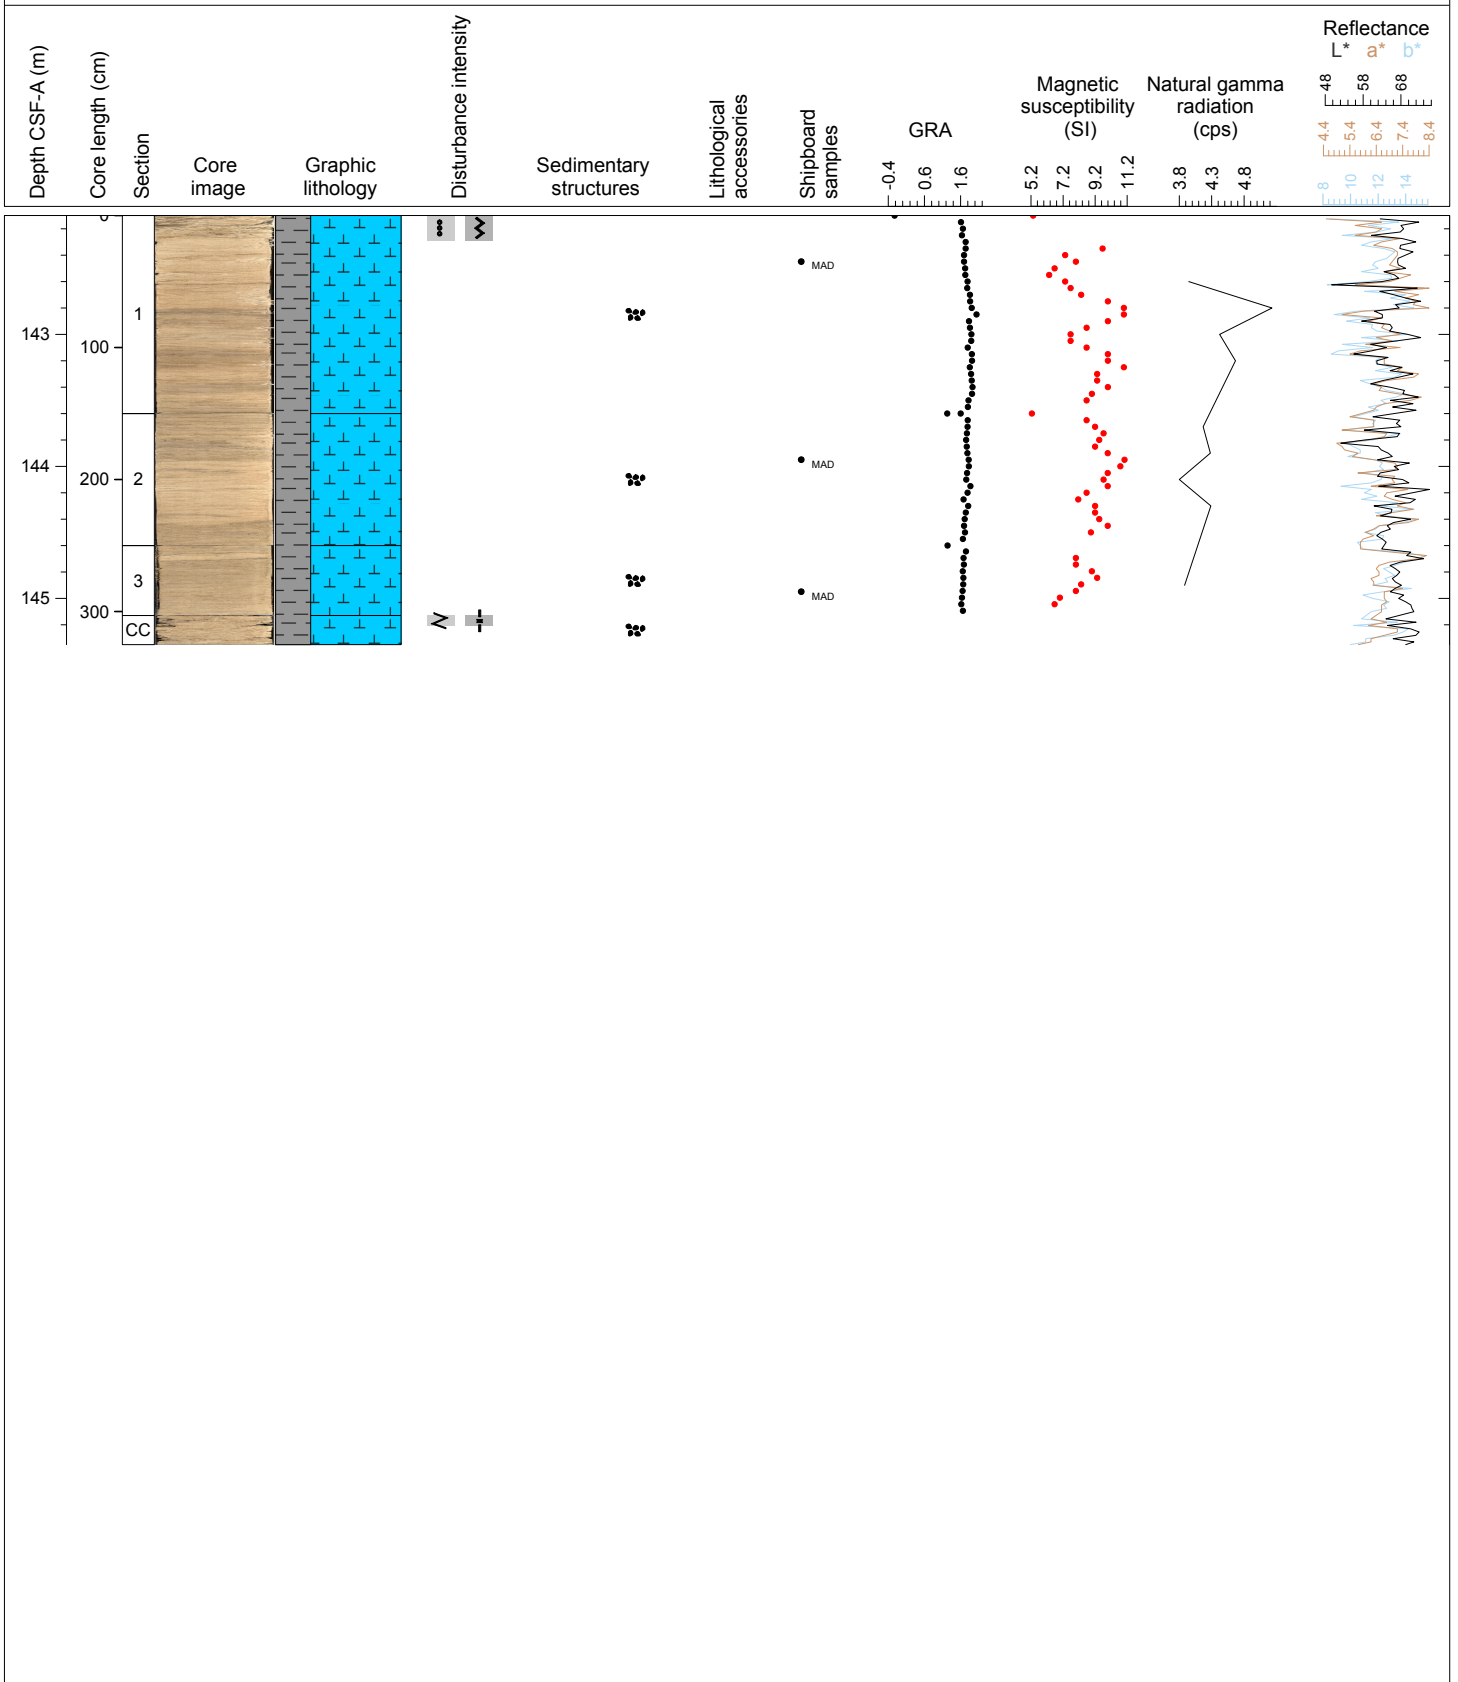 Depth CSF-A (m)
Core length (cm)
Section
Core
image
Graphic
lithology
Disturbance intensity
Sedimentary
structures
Lithological
accessories
Shipboard
samples
GRA
-0.4
0.6
1.6
Magnetic
susceptibility
(SI)
5.2
7.2
9.2
11.2
Natural gamma
radiation
(cps)
3.8
4.3
4.8
Reflectance
L* a* b*
48
58
68
4.4
5.4
6.4
7.4
8.4
8
10
12
14
0
MAD
1
143
100
144
200
2
MAD
3
145
300
MAD
CC